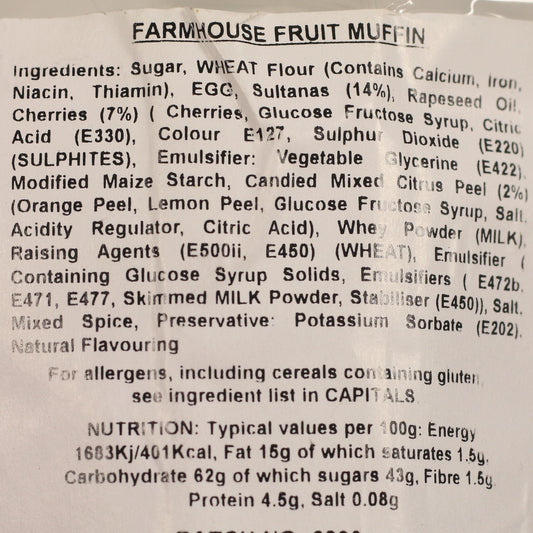 FARMHOUSE FRUIT MUFFIN
Ingredients: Sugar, WHEAT Flour (Contains Calcium, Iron,
Niacin, Thiamin), EGG, Sultanas (14%), Rapeseed Oil,
Cherries (7%) ( Cherries, Glucose Fructose Syrup, Citric
Acid (E330), Colour E127, Sulphur Dioxide (E220)
(SULPHITES), Emulsifier: Vegetable Glycerine (E422).
Modified Maize Starch, Candied Mixed Citrus Peel (2%)
(Orange Peel, Lemon Peel, Glucose Fructose Syrup, Salt.
Acidity Regulator, Citric Acid), Whey Powder (MILK),
Raising Agents (E500ii, E450) (WHEAT), Emulsifier (
Containing Glucose Syrup Solids, Emulsifiers ( E472b.
E471, E477, Skimmed MILK Powder, Stabiliser (E450)), Salt.
Mixed Spice, Preservative: Potassium Sorbate (E202).
Natural Flavouring
For allergens, including cereals containing gluten,
see ingredient list in CAPITALS
NUTRITION: Typical values per 100g: Energy
1683Kj/401Kcal, Fat 15g of which saturates 1.5g,
Carbohydrate 62g of which sugars 43g, Fibre 1.5g
Protein 4.5g, Salt 0.08g